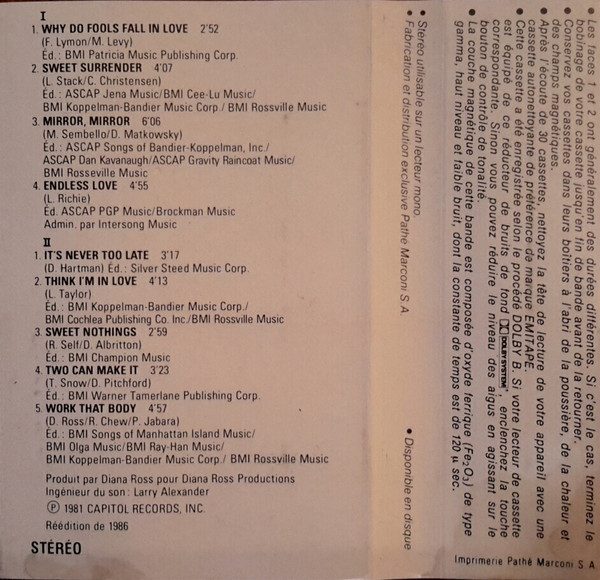 I
1. WHY DO FOOLS FALL IN LOVE 2'52
(F. Lymon/M. Levy)
Éd.: BMI Patricia Music Publishing Corp.
2. SWEET SURRENDER 4'07
(L. Stack/C. Christensen)
Éd.: ASCAP Jena Music/BMI Cee-Lu Music/
BMI Koppelman-Bandier Music Corp./ BMI Rossville Music
3. MIRROR, MIRROR 6'06
(M. Sembello/D. Matkowsky)
Éd.: ASCAP Songs of Bandier-Koppelman, Inc./
ASCAP Dan Kavanaugh/ASCAP Gravity Raincoat Music/
BMI Rosseville Music
4. ENDLESS LOVE 4'55
(L. Richie)
Éd. ASCAP PGP Music/Brockman Music
Admin. par Intersong Music
II
1. IT'S NEVER TOO LATE 3'17
(D. Hartman) Éd.: Silver Steed Music Corp.
2. THINK I'M IN LOVE 4'13
(L. Taylor)
Éd.: BMI Koppelman-Bandier Music Corp./
BMI Cochlea Publishing Co. Inc./BMI Rossville Music
3. SWEET NOTHINGS 2'59
(R. Self/D. Albritton)
Éd.: BMI Champion Music
4. TWO CAN MAKE IT 3'23
(T. Snow/D. Pitchford)
Éd.: BMI Warner Tamerlane Publishing Corp.
5. WORK THAT BODY 4'57
(D. Ross/R. Chew/P. Jabara)
Éd.: BMI Songs of Manhattan Island Music/
BMI Olga Music/BMI Ray-Han Music/
BMI Koppelman-Bandier Music Corp./ BMI Rossville Music
Produit par Diana Ross pour Diana Ross Productions
Ingénieur du son: Larry Alexander
Ⓟ 1981 CAPITOL RECORDS, INC.
Réédition de 1986
STÉRÉO
● Les faces 1 et 2 ont généralement des durées différentes. Si c'est le cas, terminez le
bobinage de votre cassette jusqu'en fin de bande avant de la retourner.
● Conservez vos cassettes dans leurs boîtiers à l'abri de la poussière, de la chaleur et
des champs magnétiques.
● Après l'écoute de 30 cassettes, nettoyez la tête de lecture de votre appareil avec une
cassette autonettoyante de préférence de marque EMITAPE.
● Cette cassette a été enregistrée selon le procédé DOLBY B. Si votre lecteur de cassette
est équipé de ce réducteur de bruits de fond DOLBY SYSTEM, enclenchez la touche
correspondante. Sinon vous pouvez réduire le niveau des aigus en agissant sur le
bouton de contrôle de tonalité.
● La couche magnétique de cette bande est composée d'oxyde ferrique (Fe2O3) de type
gamma, haut niveau et faible bruit, dont la constante de temps est de 120 µ sec.
● Stéréo utilisable sur un lecteur mono.
● Fabrication et distribution exclusive Pathé Marconi S.A.
● Disponible en disque
Imprimerie Pathé Marconi S A